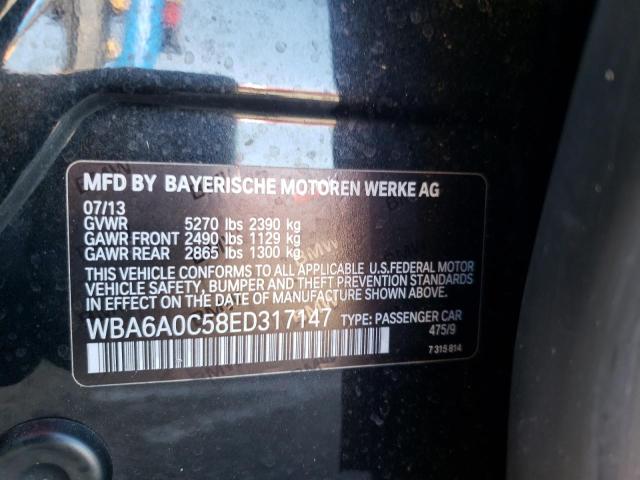 MFD BY BAYERISCHE MOTOREN WERKE AG
07/13
GVWR 5270 lbs 2390 kg
GAWR FRONT 2490 lbs 1129 kg
GAWR REAR 2865 lbs 1300 kg
THIS VEHICLE CONFORMS TO ALL APPLICABLE U.S.FEDERAL MOTOR
VEHICLE SAFETY, BUMPER AND THEFT PREVENTION STANDARDS
IN EFFECT ON THE DATE OF MANUFACTURE SHOWN ABOVE.
WBA6A0C58ED317147 TYPE: PASSENGER CAR
475/9
7 315 814